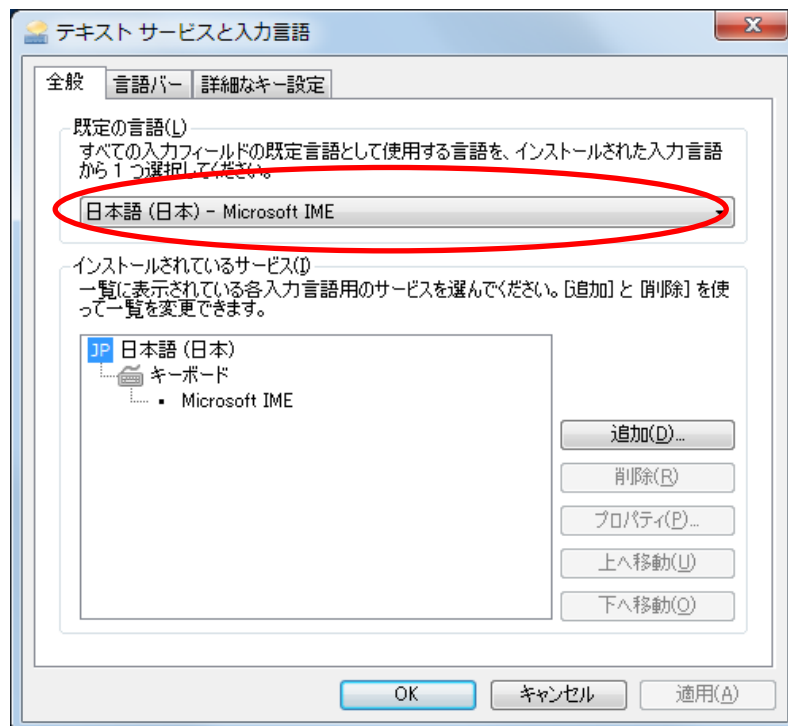 テキスト サービスと入力言語
全般
言語バー
詳細なキー設定
既定の言語(L)
すべての入力フィールドの既定言語として使用する言語を、インストールされた入力言語
から 1 つ選択してください。
日本語 (日本) - Microsoft IME
インストールされているサービス(I)
一覧に表示されている各入力言語用のサービスを選んでください。[追加] と [削除] を使
って一覧を変更できます。
JP 日本語 (日本)
キーボード
• Microsoft IME
追加(D)...
削除(R)
プロパティ(P)...
上へ移動(U)
下へ移動(O)
OK
キャンセル
適用(A)